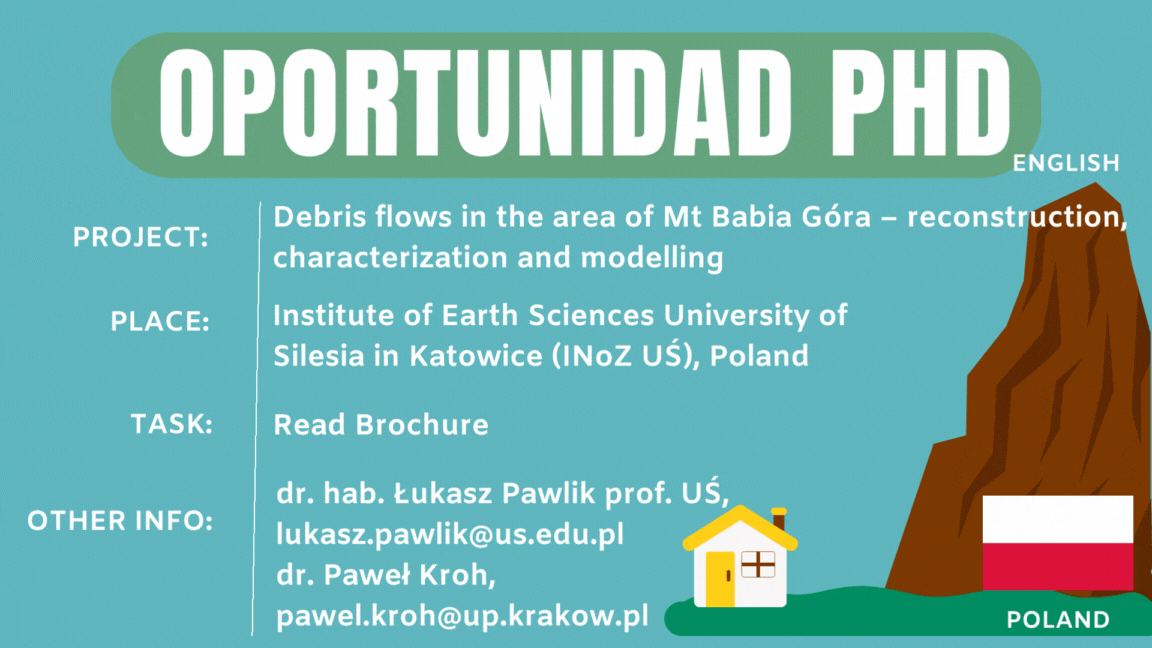 OPORTUNIDAD PHD
ENGLISH
PROJECT:
Debris flows in the area of Mt Babia Góra – reconstruction,
characterization and modelling
PLACE:
Institute of Earth Sciences University of
Silesia in Katowice (INoZ UŚ), Poland
TASK:
Read Brochure
OTHER INFO:
dr. hab. Łukasz Pawlik prof. UŚ,
lukasz.pawlik@us.edu.pl
dr. Paweł Kroh,
pawel.kroh@up.krakow.pl
POLAND